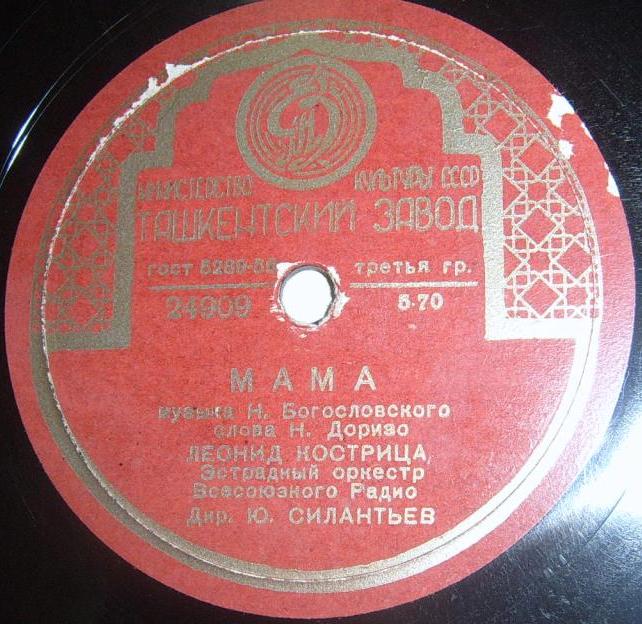 МИНИСТЕРСТВО КУЛЬТУРЫ СССР
ТАШКЕНТСКИЙ ЗАВОД
гост 5289-56 третья гр.
24909 5-70
МАМА
музыка Н. Богословского
слова Н. Доризо
ЛЕОНИД КОСТРИЦА,
Эстрадный оркестр
Всесоюзного Радио
Дир. Ю. СИЛАНТЬЕВ